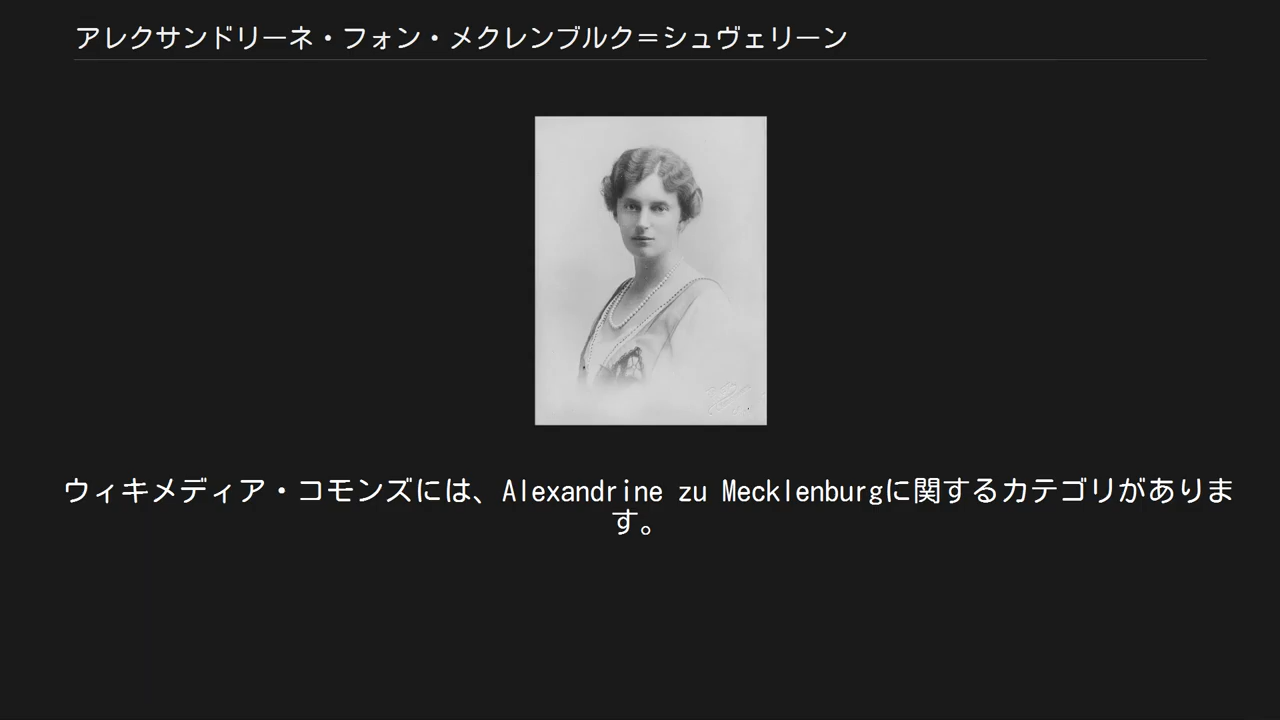 アレクサンドリーネ・フォン・メクレンブルク＝シュヴェリーン
ウィキメディア・コモンズには、Alexandrine zu Mecklenburgに関するカテゴリがありま
す。